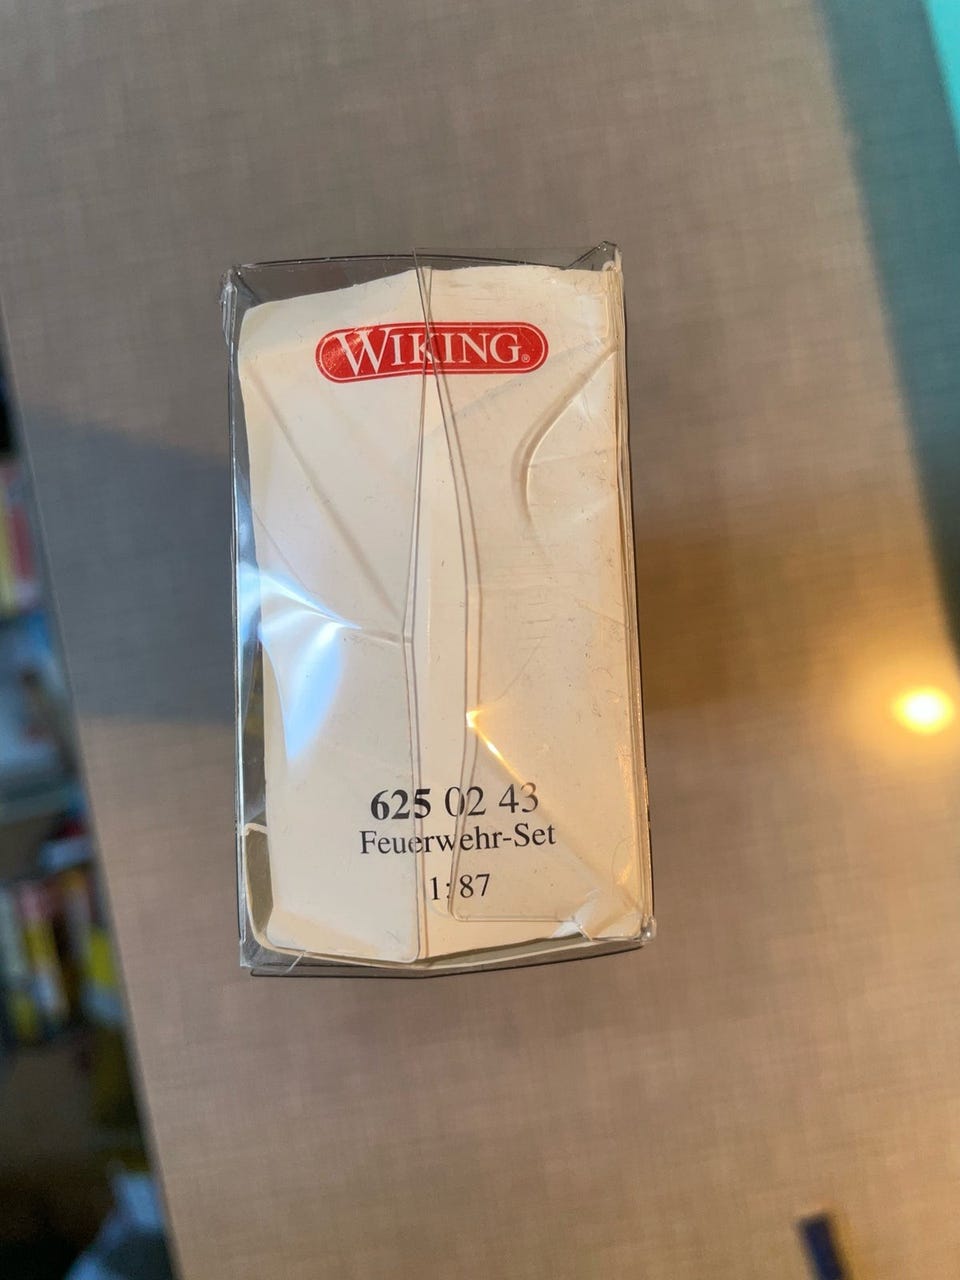 WIKING®
625 02 43
Feuerwehr-Set
1:87